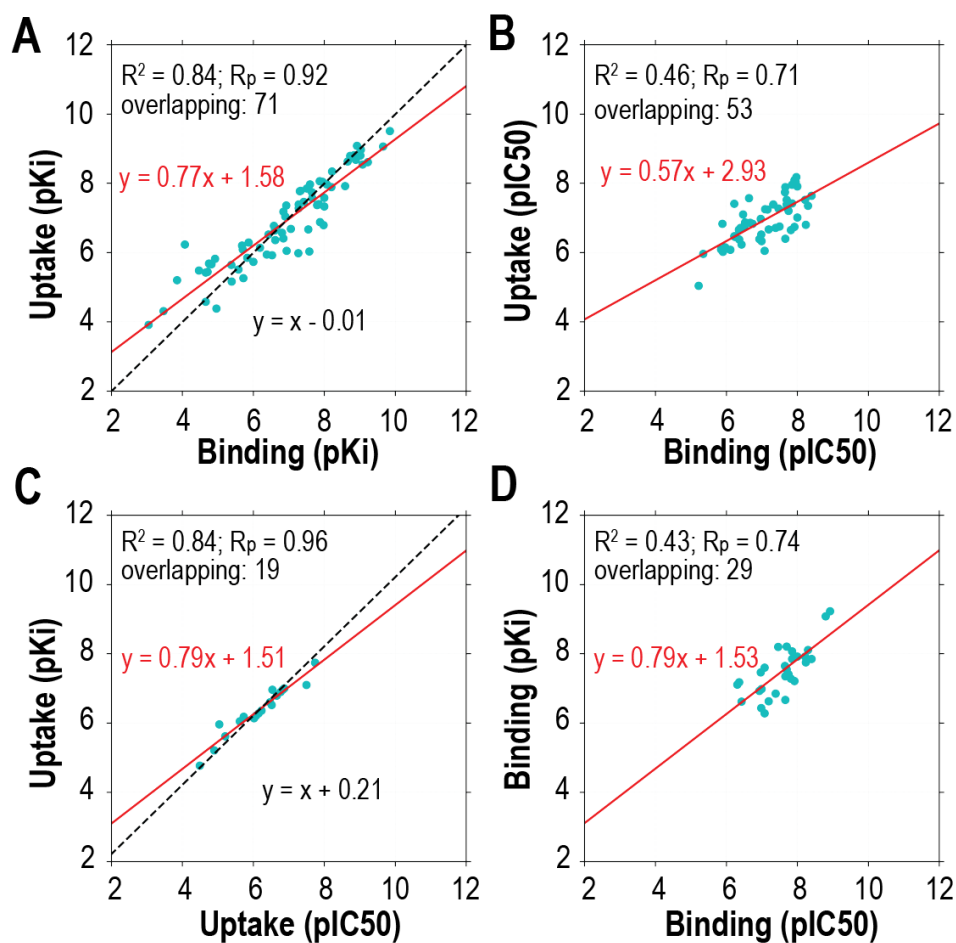 A
R² = 0.84; Rp = 0.92
overlapping: 71
y = 0.77x + 1.58
y = x - 0.01
12
10
8
6
4
2
Uptake (pKi)
2 4 6 8 10 12
Binding (pKi)
B
R² = 0.46; Rp = 0.71
overlapping: 53
y = 0.57x + 2.93
12
10
8
6
4
2
Uptake (pIC50)
2 4 6 8 10 12
Binding (pIC50)
C
R² = 0.84; Rp = 0.96
overlapping: 19
y = 0.79x + 1.51
y = x + 0.21
12
10
8
6
4
2
Uptake (pKi)
2 4 6 8 10 12
Uptake (pIC50)
D
R² = 0.43; Rp = 0.74
overlapping: 29
y = 0.79x + 1.53
12
10
8
6
4
2
Binding (pKi)
2 4 6 8 10 12
Binding (pIC50)